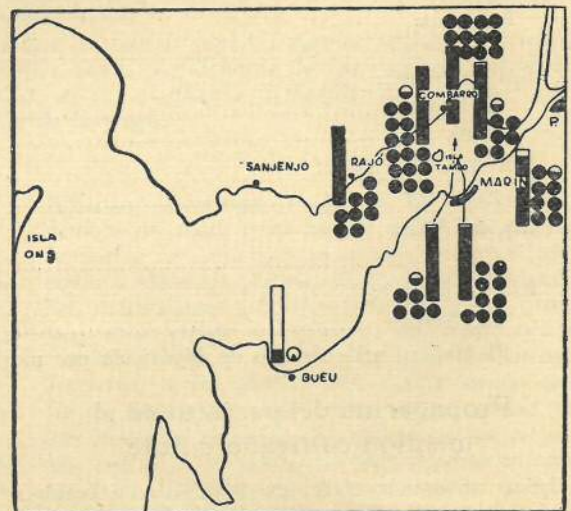 COMBARRO
P.
SANJENJO
RAJO
ISLA
TAMBO
MARIN
ISLA
ONS
BUEU